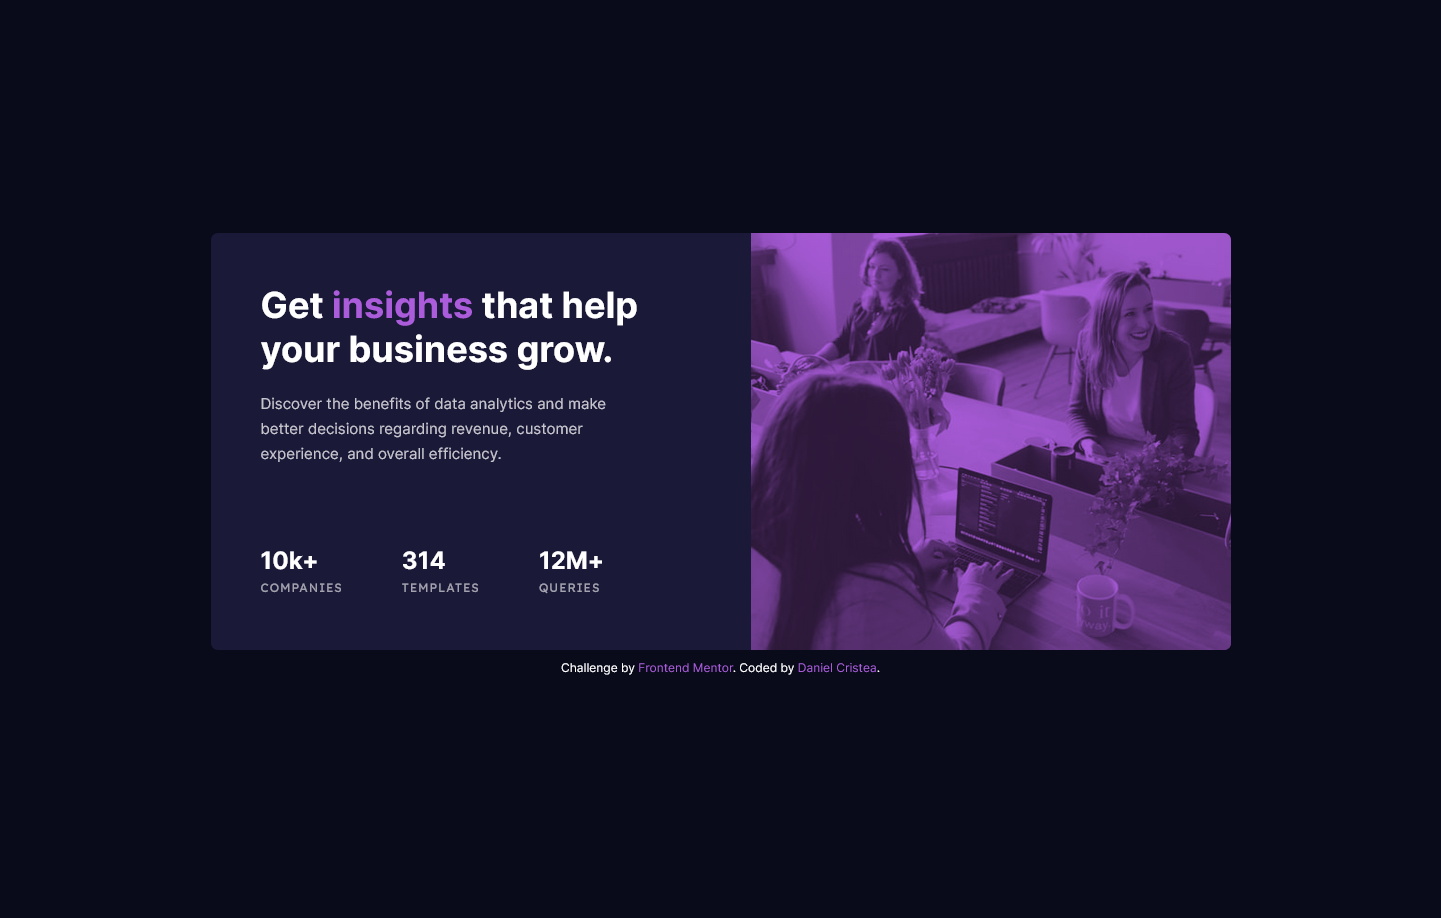 Get insights that help
your business grow.
Discover the benefits of data analytics and make
better decisions regarding revenue, customer
experience, and overall efficiency.
10k+ 314 12M+
COMPANIES TEMPLATES QUERIES
Challenge by Frontend Mentor. Coded by Daniel Cristea.